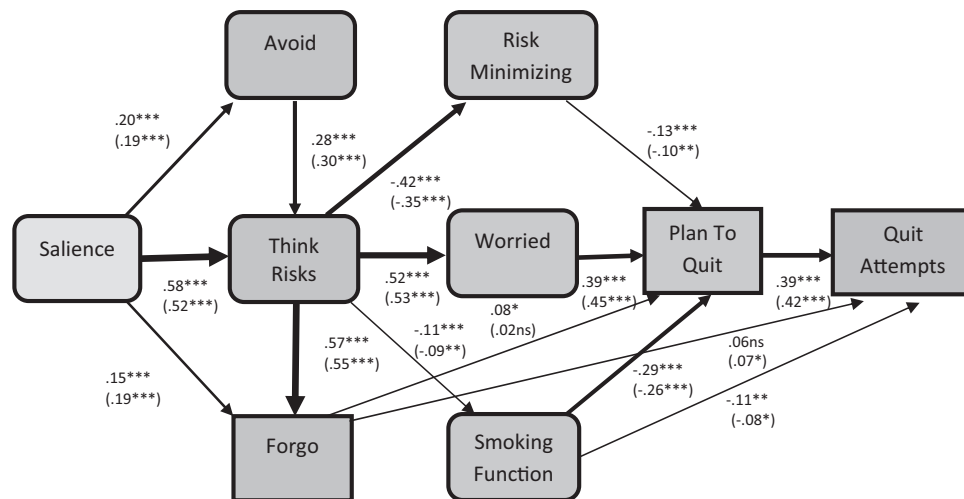 Avoid
Risk
Minimizing
.20***
(.19***)
.28***
(.30***)
-.13***
(-.10**)
-.42***
(-.35***)
Salience
Think
Risks
Worried
Plan To
Quit
Quit
Attempts
.58***
(.52***)
.52***
(.53***)
.39***
(.45***)
.39***
(.42***)
.08*
(.02ns)
.57***
(.55***)
-.11***
(-.09**)
.06ns
(.07*)
.15***
(.19***)
-.29***
(-.26***)
-.11**
(-.08*)
Forgo
Smoking
Function